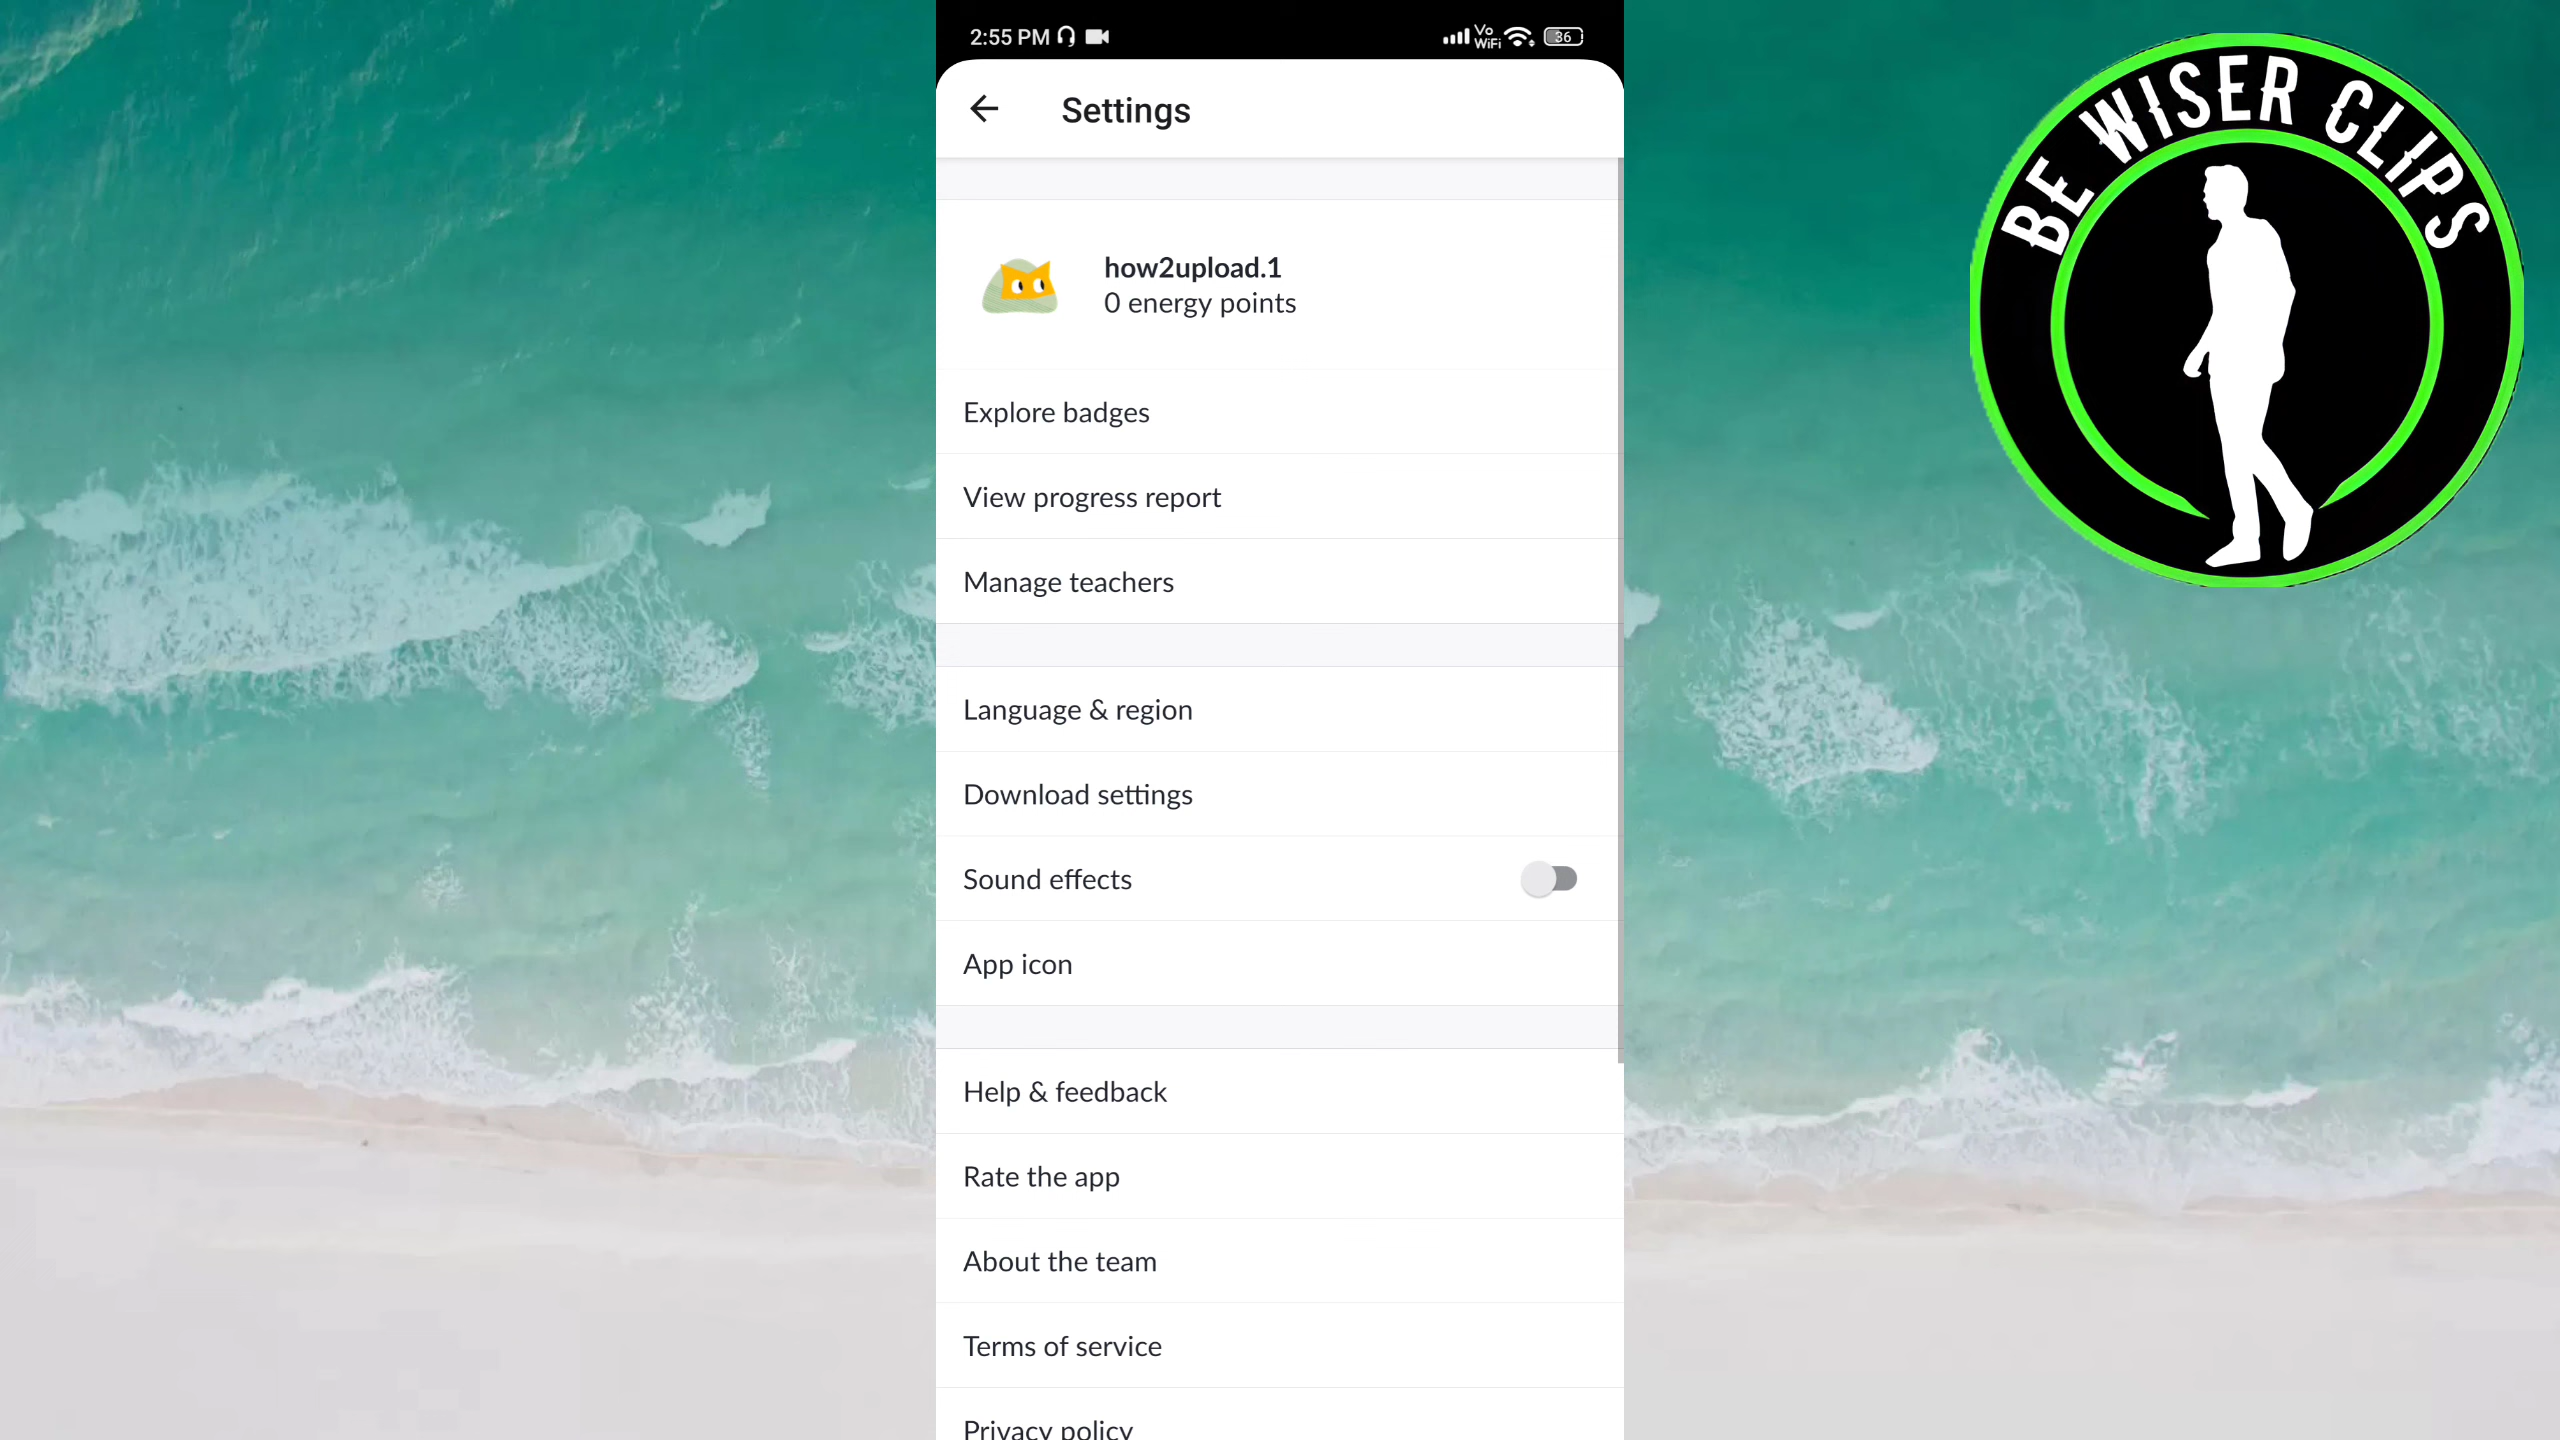 2:55 PM
Vo
WiFi
36
Settings
BE WISER CLIPS
how2upload.1
0 energy points
Explore badges
View progress report
Manage teachers
Language & region
Download settings
Sound effects
App icon
Help & feedback
Rate the app
About the team
Terms of service
Privacy policy